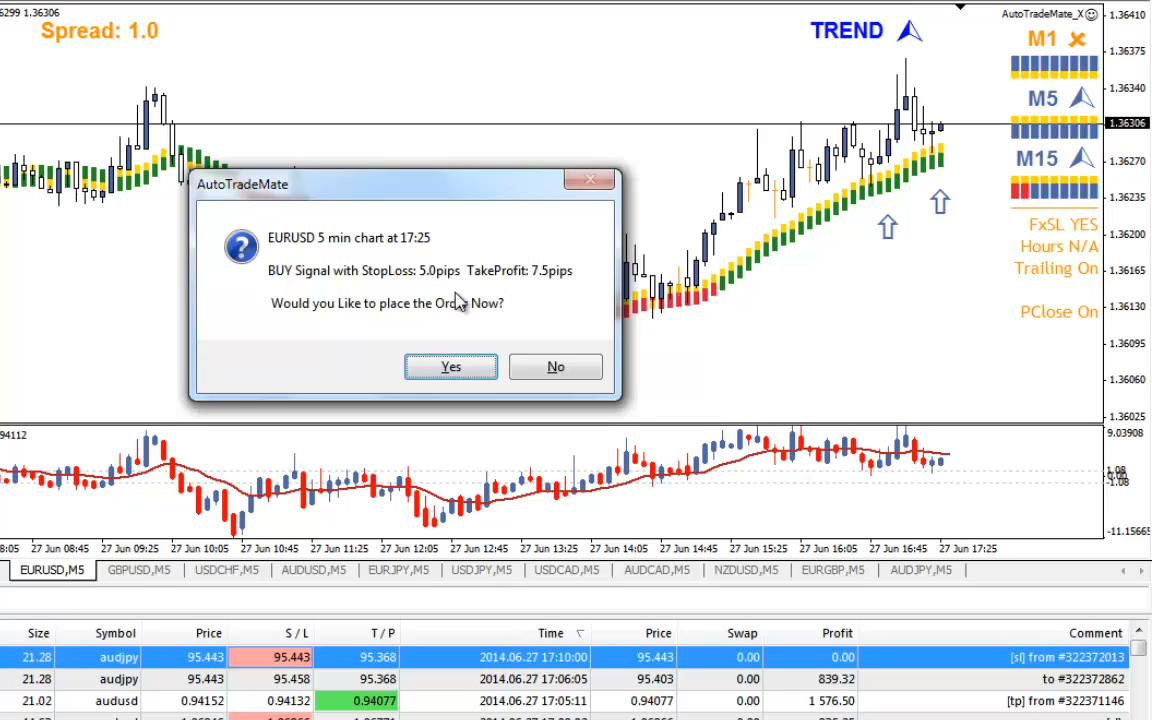 6299 1.36306
Spread: 1.0
TREND
AutoTradeMate_X
M1
M5
M15
FxSL YES
Hours N/A
Trailing On
PClose On
1.36410
1.36375
1.36340
1.36306
1.36270
1.36235
1.36200
1.36165
1.36130
1.36095
1.36060
1.36025
AutoTradeMate
EURUSD 5 min chart at 17:25
BUY Signal with StopLoss: 5.0pips TakeProfit: 7.5pips
Would you Like to place the Order Now?
Yes No
94112
9.03908
1.08
-1.08
-11.15665
8:05 27 Jun 08:45 27 Jun 09:25 27 Jun 10:05 27 Jun 10:45 27 Jun 11:25 27 Jun 12:05 27 Jun 12:45 27 Jun 13:25 27 Jun 14:05 27 Jun 14:45 27 Jun 15:25 27 Jun 16:05 27 Jun 16:45 27 Jun 17:25
EURUSD,M5 GBPUSD,M5 USDCHF,M5 AUDUSD,M5 EURJPY,M5 USDJPY,M5 USDCAD,M5 AUDCAD,M5 NZDUSD,M5 EURGBP,M5 AUDJPY,M5
Size Symbol Price S / L T / P Time Price Swap Profit Comment
21.28 audjpy 95.443 95.443 95.368 2014.06.27 17:10:00 95.443 0.00 0.00 [sl] from #322372013
21.28 audjpy 95.443 95.458 95.368 2014.06.27 17:06:05 95.403 0.00 839.32 to #322372862
21.02 audusd 0.94152 0.94132 0.94077 2014.06.27 17:05:11 0.94077 0.00 1 576.50 [tp] from #322371146